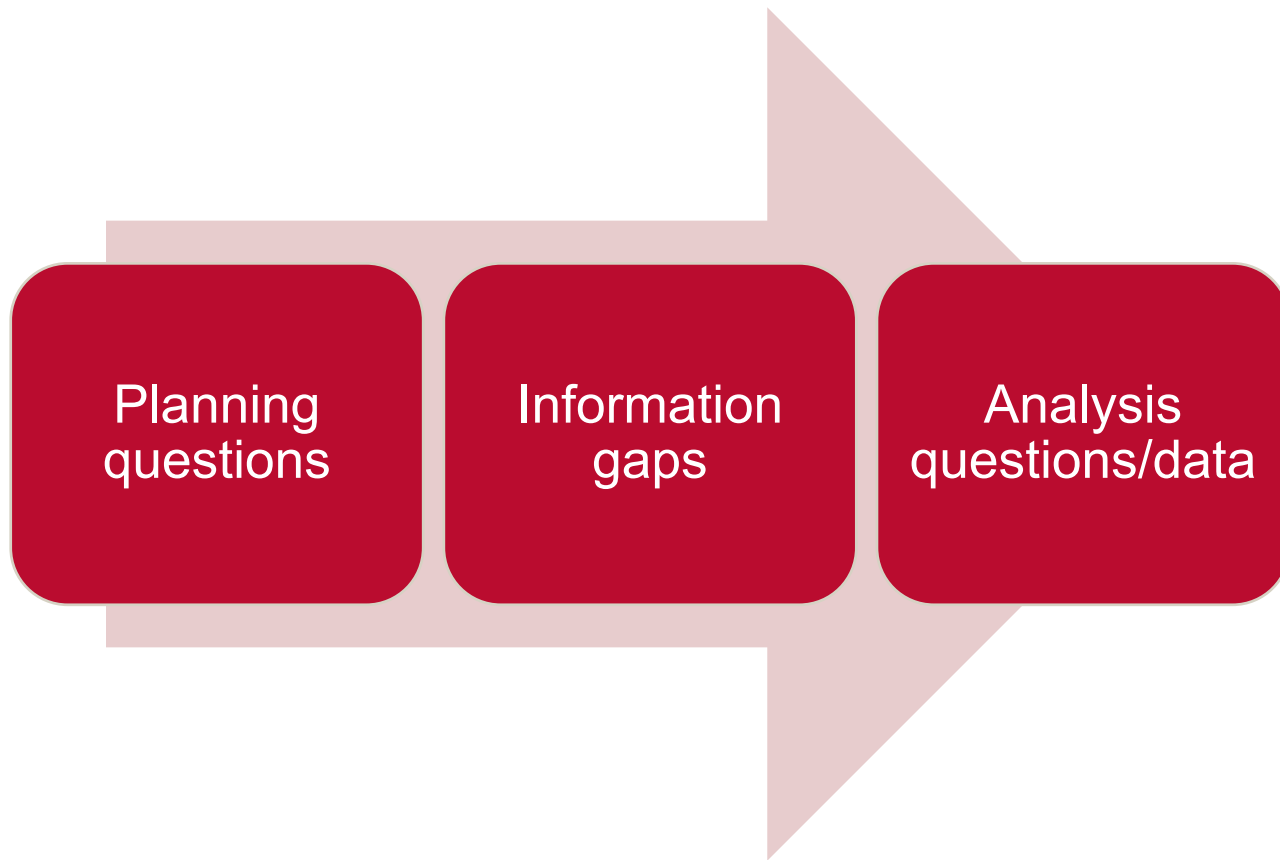 Planning
questions
Information
gaps
Analysis
questions/data